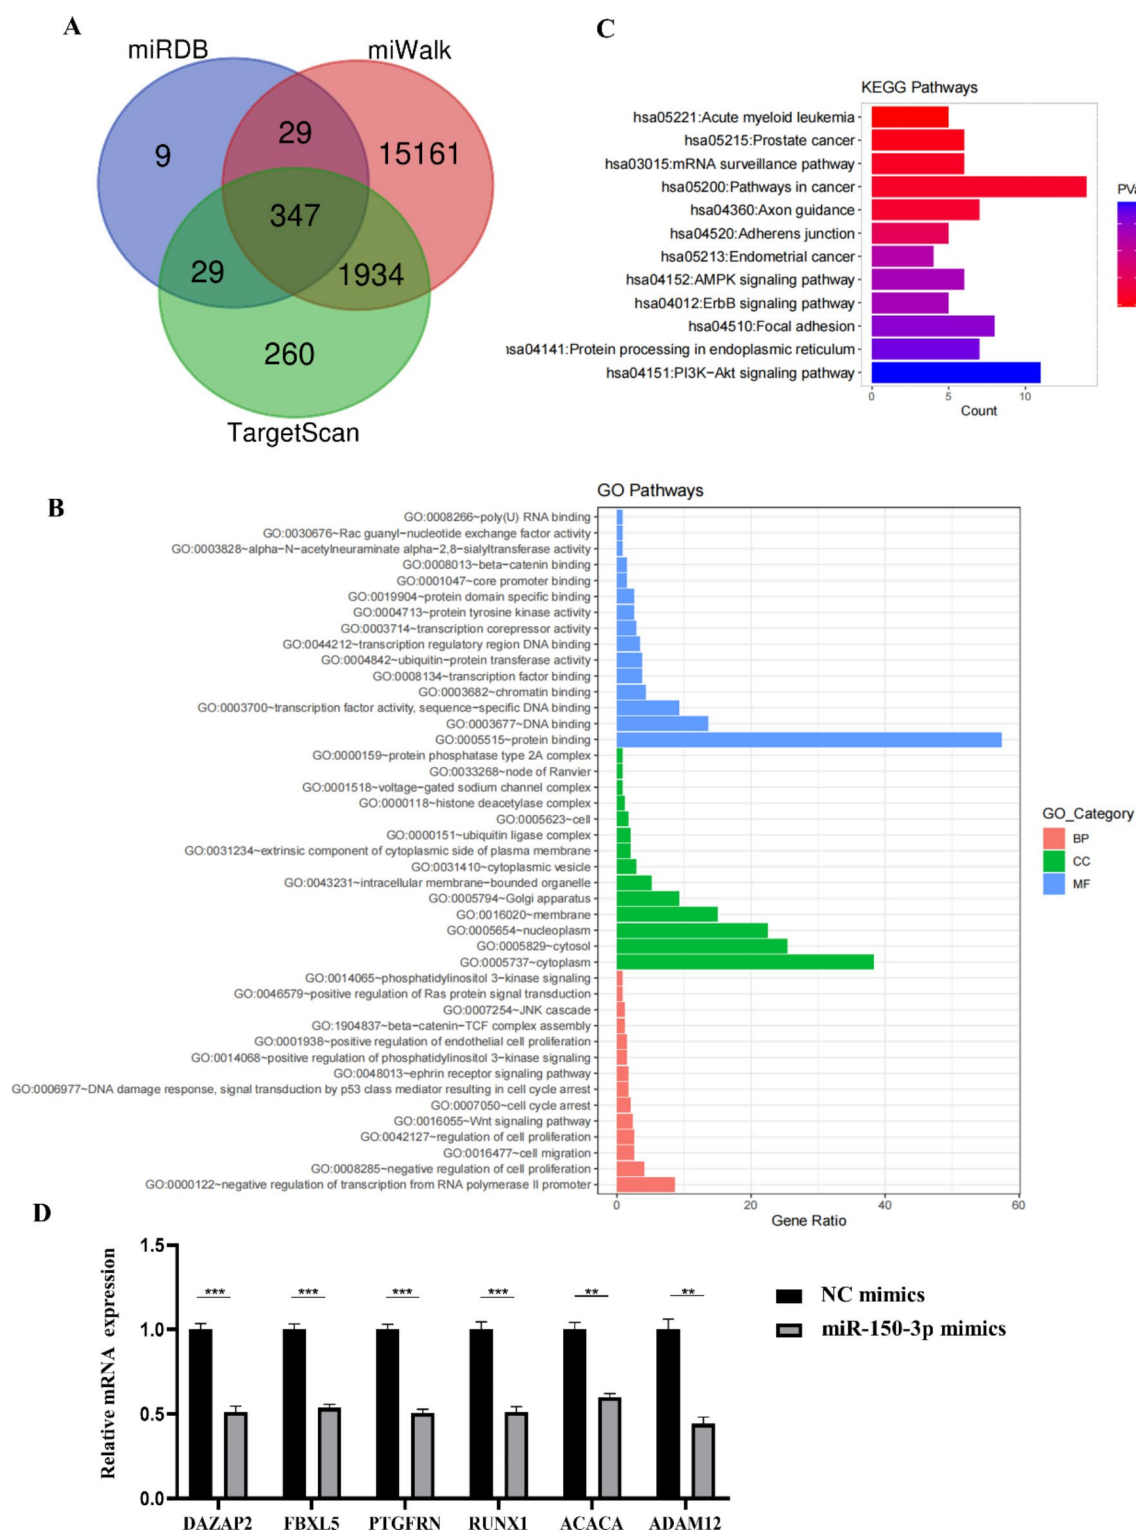 A
miRDB
miWalk
9
29
15161
347
29
1934
260
TargetScan
C
KEGG Pathways
hsa05221:Acute myeloid leukemia
hsa05215:Prostate cancer
hsa03015:mRNA surveillance pathway
hsa05200:Pathways in cancer
hsa04360:Axon guidance
hsa04520:Adherens junction
hsa05213:Endometrial cancer
hsa04152:AMPK signaling pathway
hsa04012:ErbB signaling pathway
hsa04510:Focal adhesion
hsa04141:Protein processing in endoplasmic reticulum
hsa04151:PI3K−Akt signaling pathway
0 5 10
Count
PVa
B
GO Pathways
GO:0008266~poly(U) RNA binding
GO:0030676~Rac guanyl−nucleotide exchange factor activity
GO:0003828~alpha−N−acetylneuraminate alpha−2,8−sialyltransferase activity
GO:0008013~beta−catenin binding
GO:0001047~core promoter binding
GO:0019904~protein domain specific binding
GO:0004713~protein tyrosine kinase activity
GO:0003714~transcription corepressor activity
GO:0044212~transcription regulatory region DNA binding
GO:0004842~ubiquitin−protein transferase activity
GO:0008134~transcription factor binding
GO:0003682~chromatin binding
GO:0003700~transcription factor activity, sequence−specific DNA binding
GO:0003677~DNA binding
GO:0005515~protein binding
GO:0000159~protein phosphatase type 2A complex
GO:0033268~node of Ranvier
GO:0001518~voltage−gated sodium channel complex
GO:0000118~histone deacetylase complex
GO:0005623~cell
GO:0000151~ubiquitin ligase complex
GO:0031234~extrinsic component of cytoplasmic side of plasma membrane
GO:0031410~cytoplasmic vesicle
GO:0043231~intracellular membrane−bounded organelle
GO:0005794~Golgi apparatus
GO:0016020~membrane
GO:0005654~nucleoplasm
GO:0005829~cytosol
GO:0005737~cytoplasm
GO:0014065~phosphatidylinositol 3−kinase signaling
GO:0046579~positive regulation of Ras protein signal transduction
GO:0007254~JNK cascade
GO:1904837~beta−catenin−TCF complex assembly
GO:0001938~positive regulation of endothelial cell proliferation
GO:0014068~positive regulation of phosphatidylinositol 3−kinase signaling
GO:0048013~ephrin receptor signaling pathway
GO:0006977~DNA damage response, signal transduction by p53 class mediator resulting in cell cycle arrest
GO:0007050~cell cycle arrest
GO:0016055~Wnt signaling pathway
GO:0042127~regulation of cell proliferation
GO:0016477~cell migration
GO:0008285~negative regulation of cell proliferation
GO:0000122~negative regulation of transcription from RNA polymerase II promoter
0 20 40 60
Gene Ratio
GO_Category
BP
CC
MF
D
Relative mRNA expression
1.5
1.0
0.5
0.0
*** *** *** *** ** **
DAZAP2 FBXL5 PTGFRN RUNX1 ACACA ADAM12
NC mimics
miR-150-3p mimics